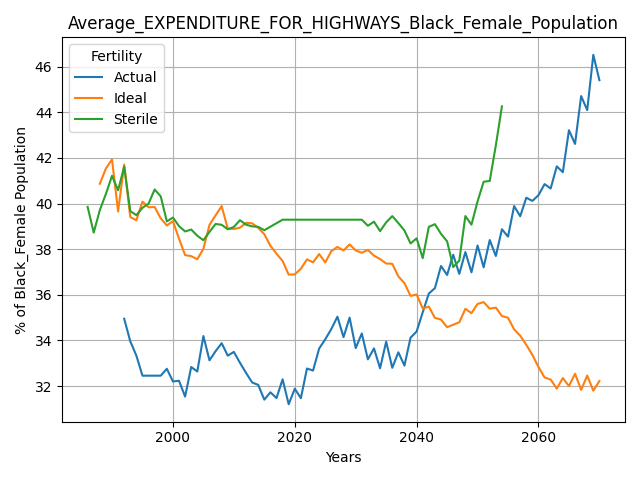 Average_EXPENDITURE_FOR_HIGHWAYS_Black_Female_Population
Fertility
Actual
Ideal
Sterile
% of Black_Female Population
46
44
42
40
38
36
34
32
2000
2020
2040
2060
Years